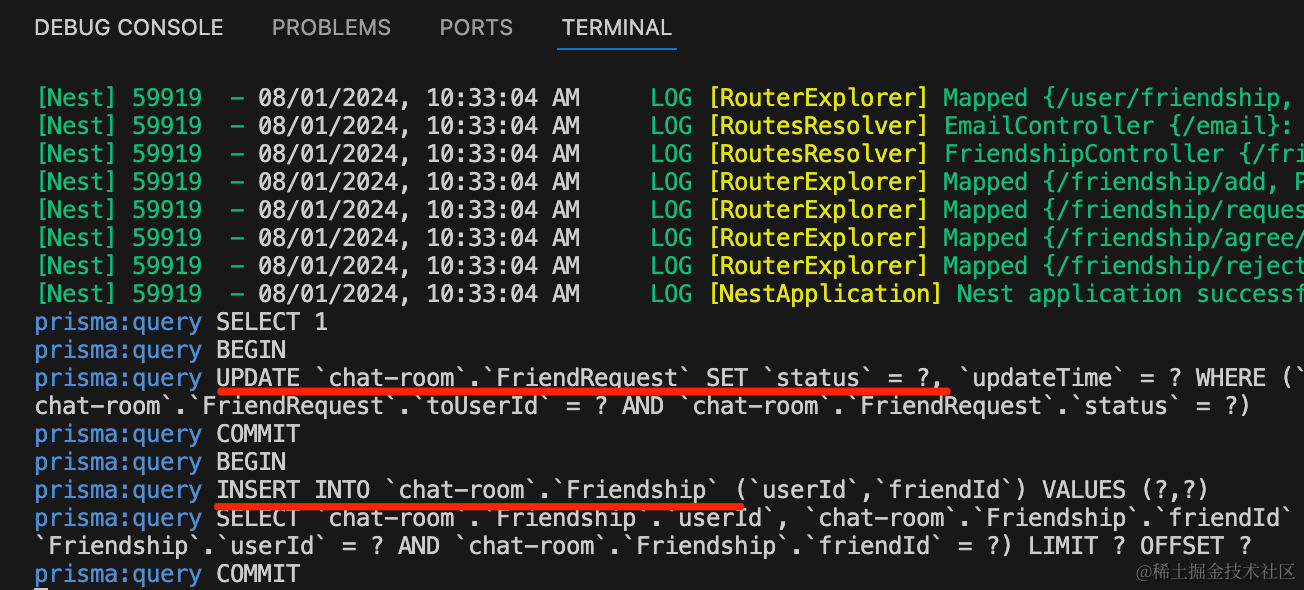 DEBUG CONSOLE PROBLEMS PORTS TERMINAL
[Nest] 59919 - 08/01/2024, 10:33:04 AM LOG [RouterExplorer] Mapped {/user/friendship,
[Nest] 59919 - 08/01/2024, 10:33:04 AM LOG [RoutesResolver] EmailController {/email}:
[Nest] 59919 - 08/01/2024, 10:33:04 AM LOG [RoutesResolver] FriendshipController {/fri
[Nest] 59919 - 08/01/2024, 10:33:04 AM LOG [RouterExplorer] Mapped {/friendship/add, P
[Nest] 59919 - 08/01/2024, 10:33:04 AM LOG [RouterExplorer] Mapped {/friendship/reques
[Nest] 59919 - 08/01/2024, 10:33:04 AM LOG [RouterExplorer] Mapped {/friendship/agree/
[Nest] 59919 - 08/01/2024, 10:33:04 AM LOG [RouterExplorer] Mapped {/friendship/reject
[Nest] 59919 - 08/01/2024, 10:33:04 AM LOG [NestApplication] Nest application successf
prisma:query SELECT 1
prisma:query BEGIN
prisma:query UPDATE `chat-room`.`FriendRequest` SET `status` = ?, `updateTime` = ? WHERE (`
chat-room`.`FriendRequest`.`toUserId` = ? AND `chat-room`.`FriendRequest`.`status` = ?)
prisma:query COMMIT
prisma:query BEGIN
prisma:query INSERT INTO `chat-room`.`Friendship` (`userId`,`friendId`) VALUES (?,?)
prisma:query SELECT `chat-room`.`Friendship`.`userId`, `chat-room`.`Friendship`.`friendId`
`Friendship`.`userId` = ? AND `chat-room`.`Friendship`.`friendId` = ?) LIMIT ? OFFSET ?
prisma:query COMMIT
@稀土掘金技术社区